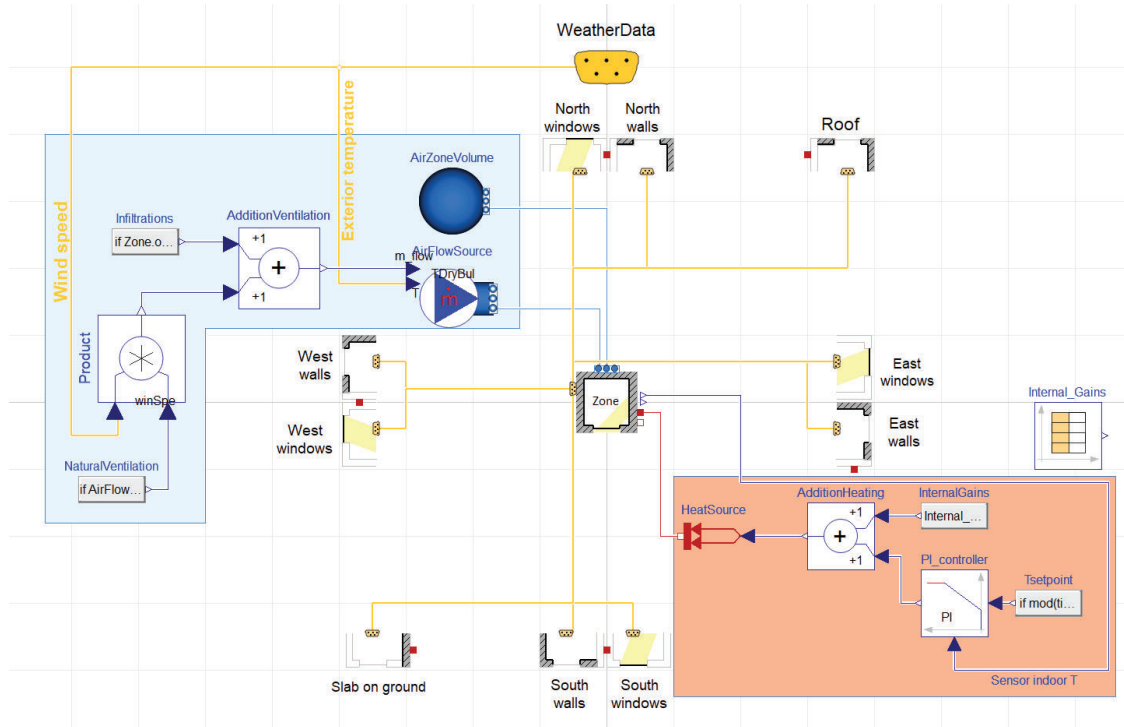 WeatherData
North
windows
North
walls
Roof
AirZoneVolume
Exterior temperature
Wind speed
Infiltrations
if Zone.o...
AdditionVentilation
+1
+
+1
AirFlowSource
m_flow
TDryBul
T
ṁ
Product
winSpe
West
walls
Zone
East
windows
Internal_Gains
West
windows
East
walls
NaturalVentilation
if AirFlow...
HeatSource
AdditionHeating
+1
+
+1
InternalGains
Internal_...
PI_controller
PI
Tsetpoint
if mod(ti...
Sensor indoor T
Slab on ground
South
walls
South
windows